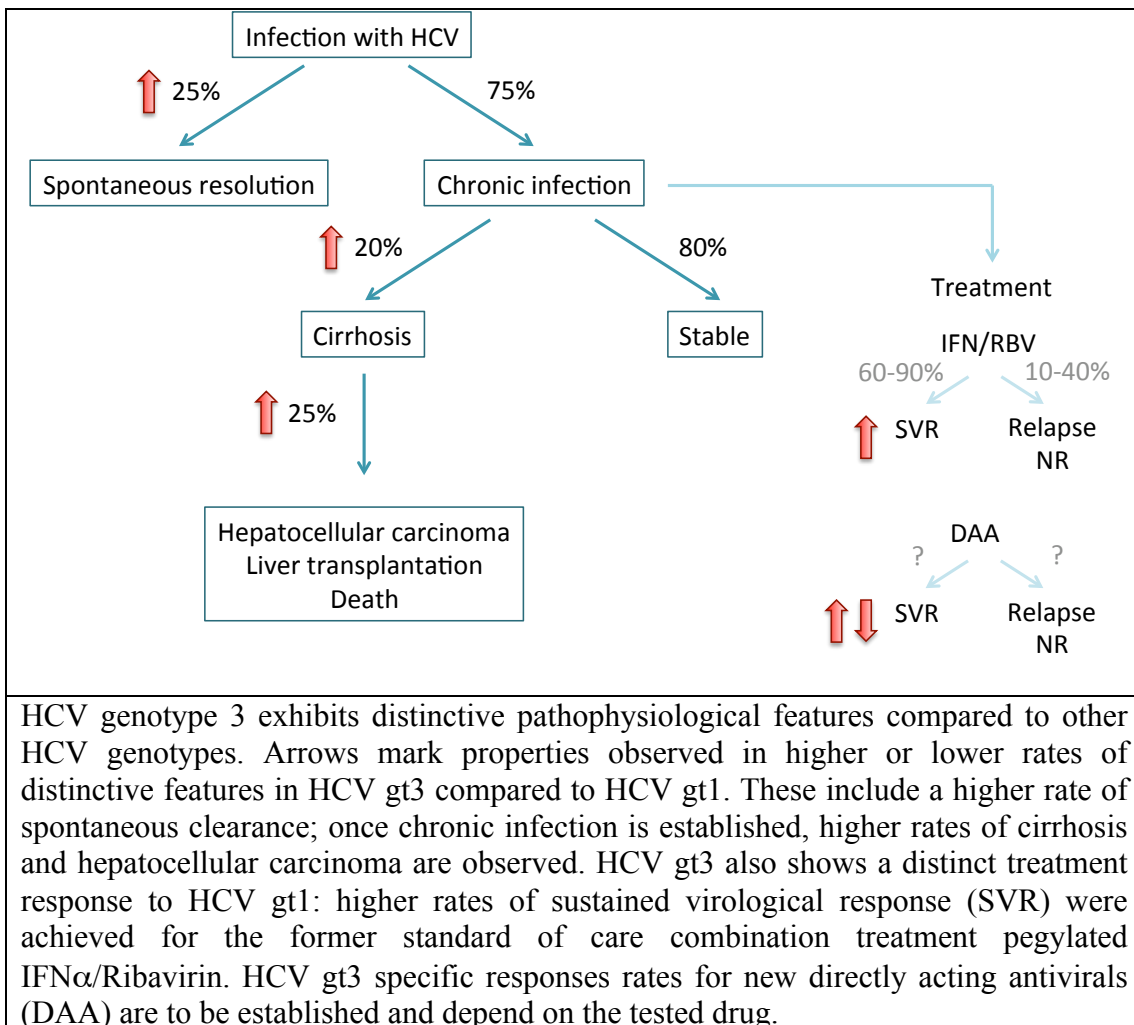 Infection with HCV
25%
75%
Spontaneous resolution
Chronic infection
20%
80%
Treatment
Cirrhosis
Stable
IFN/RBV
60-90%
10-40%
25%
SVR
Relapse
NR
Hepatocellular carcinoma
Liver transplantation
Death
DAA
?
?
SVR
Relapse
NR
HCV genotype 3 exhibits distinctive pathophysiological features compared to other
HCV genotypes. Arrows mark properties observed in higher or lower rates of
distinctive features in HCV gt3 compared to HCV gt1. These include a higher rate of
spontaneous clearance; once chronic infection is established, higher rates of cirrhosis
and hepatocellular carcinoma are observed. HCV gt3 also shows a distinct treatment
response to HCV gt1: higher rates of sustained virological response (SVR) were
achieved for the former standard of care combination treatment pegylated
IFNα/Ribavirin. HCV gt3 specific responses rates for new directly acting antivirals
(DAA) are to be established and depend on the tested drug.